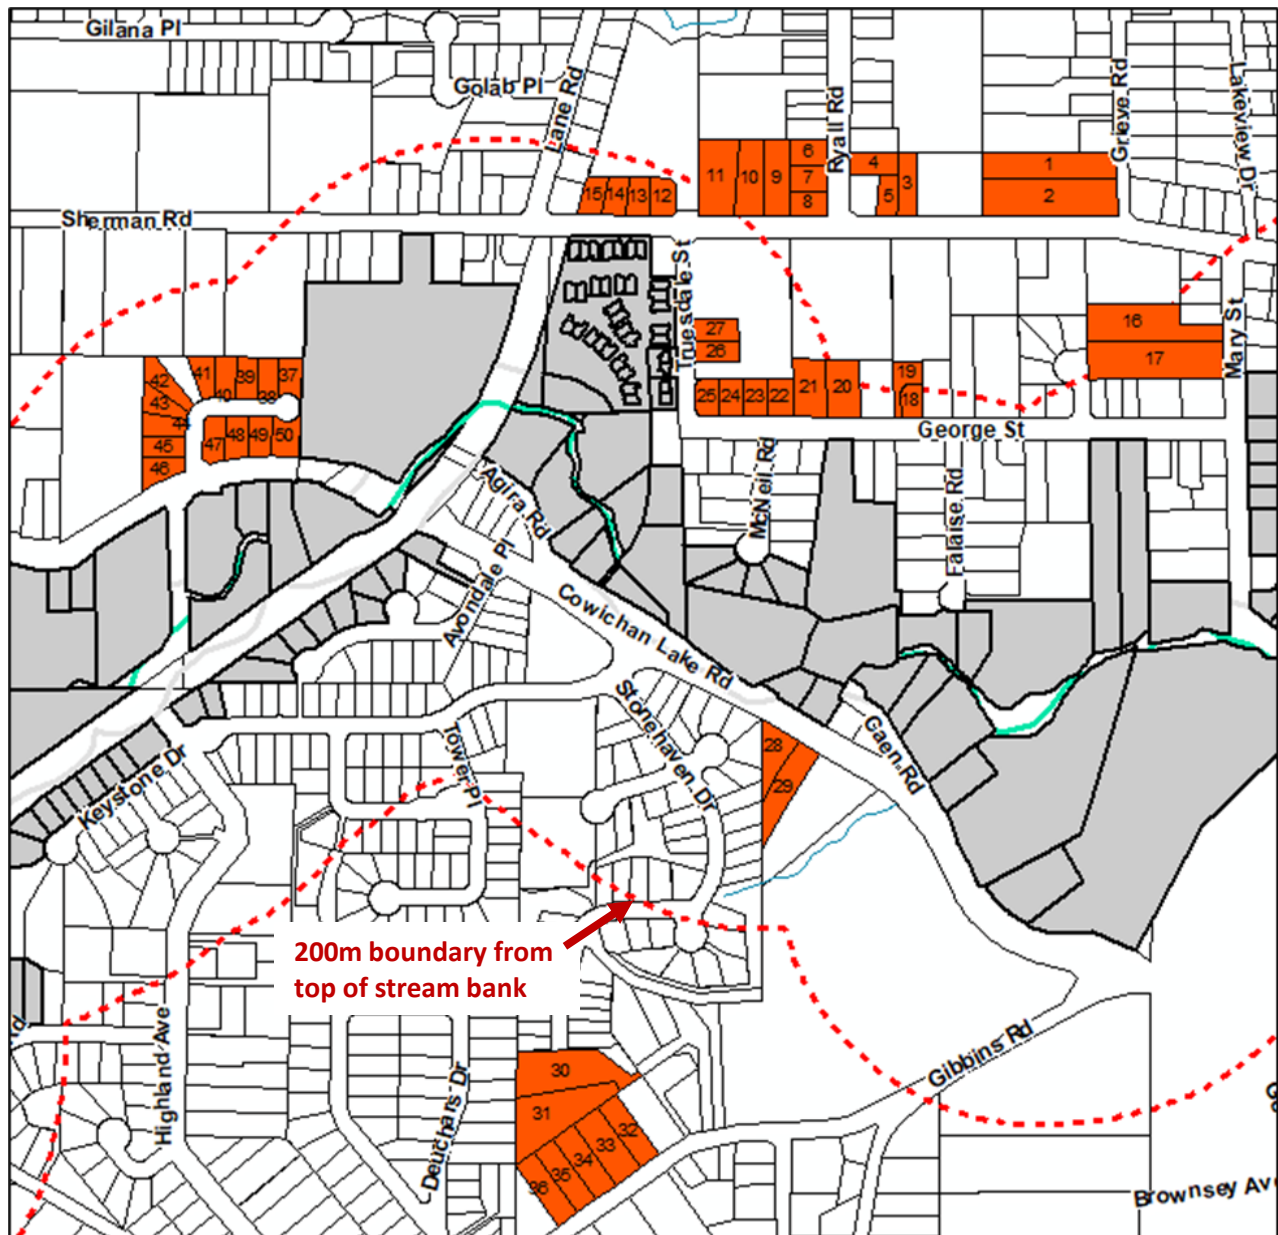 Gilana Pl
Golab Pl
Lane Rd
Ryall Rd
Grieve Rd
Lakeview Dr
Sherman Rd
15 14 13 12
11 10 9
6
7
8
4
5
3
1
2
Truesdale St
27
26
16
17
Mary St
25 24 23 22 21 20
19
18
George St
42
43
44
45
46
41
40
39
38
37
47
48
49
50
Agira Rd
McNeil Rd
Falaise Rd
Avondale Pl
Cowichan Lake Rd
Stonehaven Dr
Tower Pl
Keystone Dr
Gaen Rd
28
29
200m boundary from
top of stream bank
Highland Ave
Deuchars Dr
30
31
32
33
34
35
36
Gibbins Rd
Brownsey Av